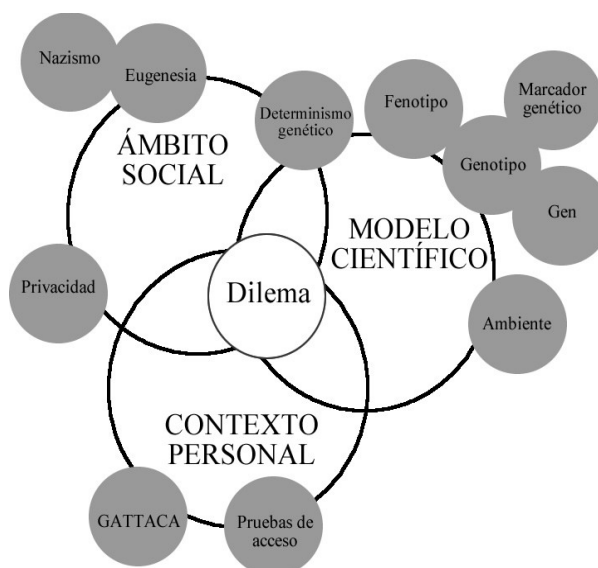 Nazismo
Eugenesia
Determinismo
genético
Fenotipo
Marcador
genético
Genotipo
Gen
ÁMBITO
SOCIAL
MODELO
CIENTÍFICO
Privacidad
Dilema
Ambiente
CONTEXTO
PERSONAL
GATTACA
Pruebas de
acceso